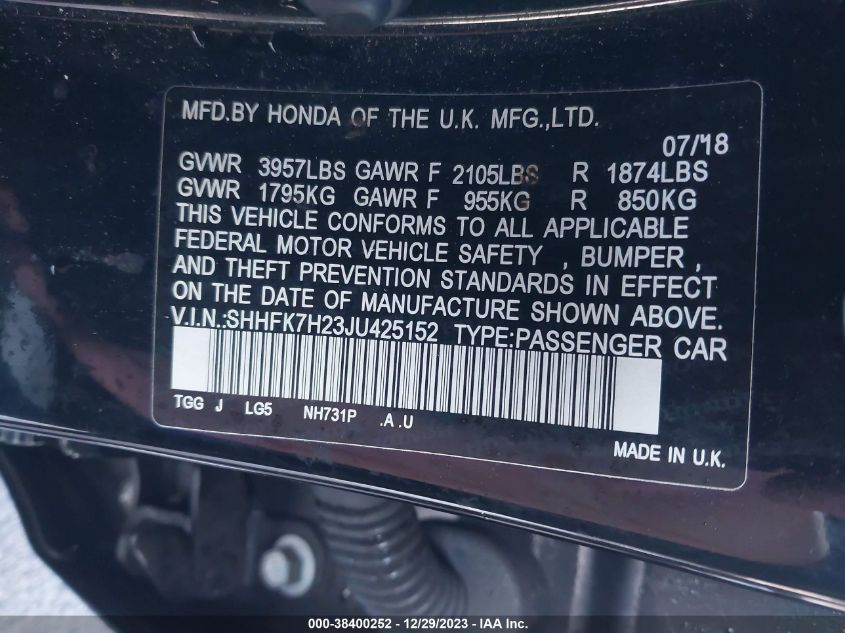 MFD.BY HONDA OF THE U.K. MFG.,LTD.
07/18
GVWR 3957LBS GAWR F 2105LBS R 1874LBS
GVWR 1795KG GAWR F 955KG R 850KG
THIS VEHICLE CONFORMS TO ALL APPLICABLE
FEDERAL MOTOR VEHICLE SAFETY , BUMPER ,
AND THEFT PREVENTION STANDARDS IN EFFECT
ON THE DATE OF MANUFACTURE SHOWN ABOVE.
V.I.N.:SHHFK7H23JU425152 TYPE:PASSENGER CAR
TGG J LG5 NH731P .A .U
MADE IN U.K.
000-38400252 - 12/29/2023 - IAA Inc.